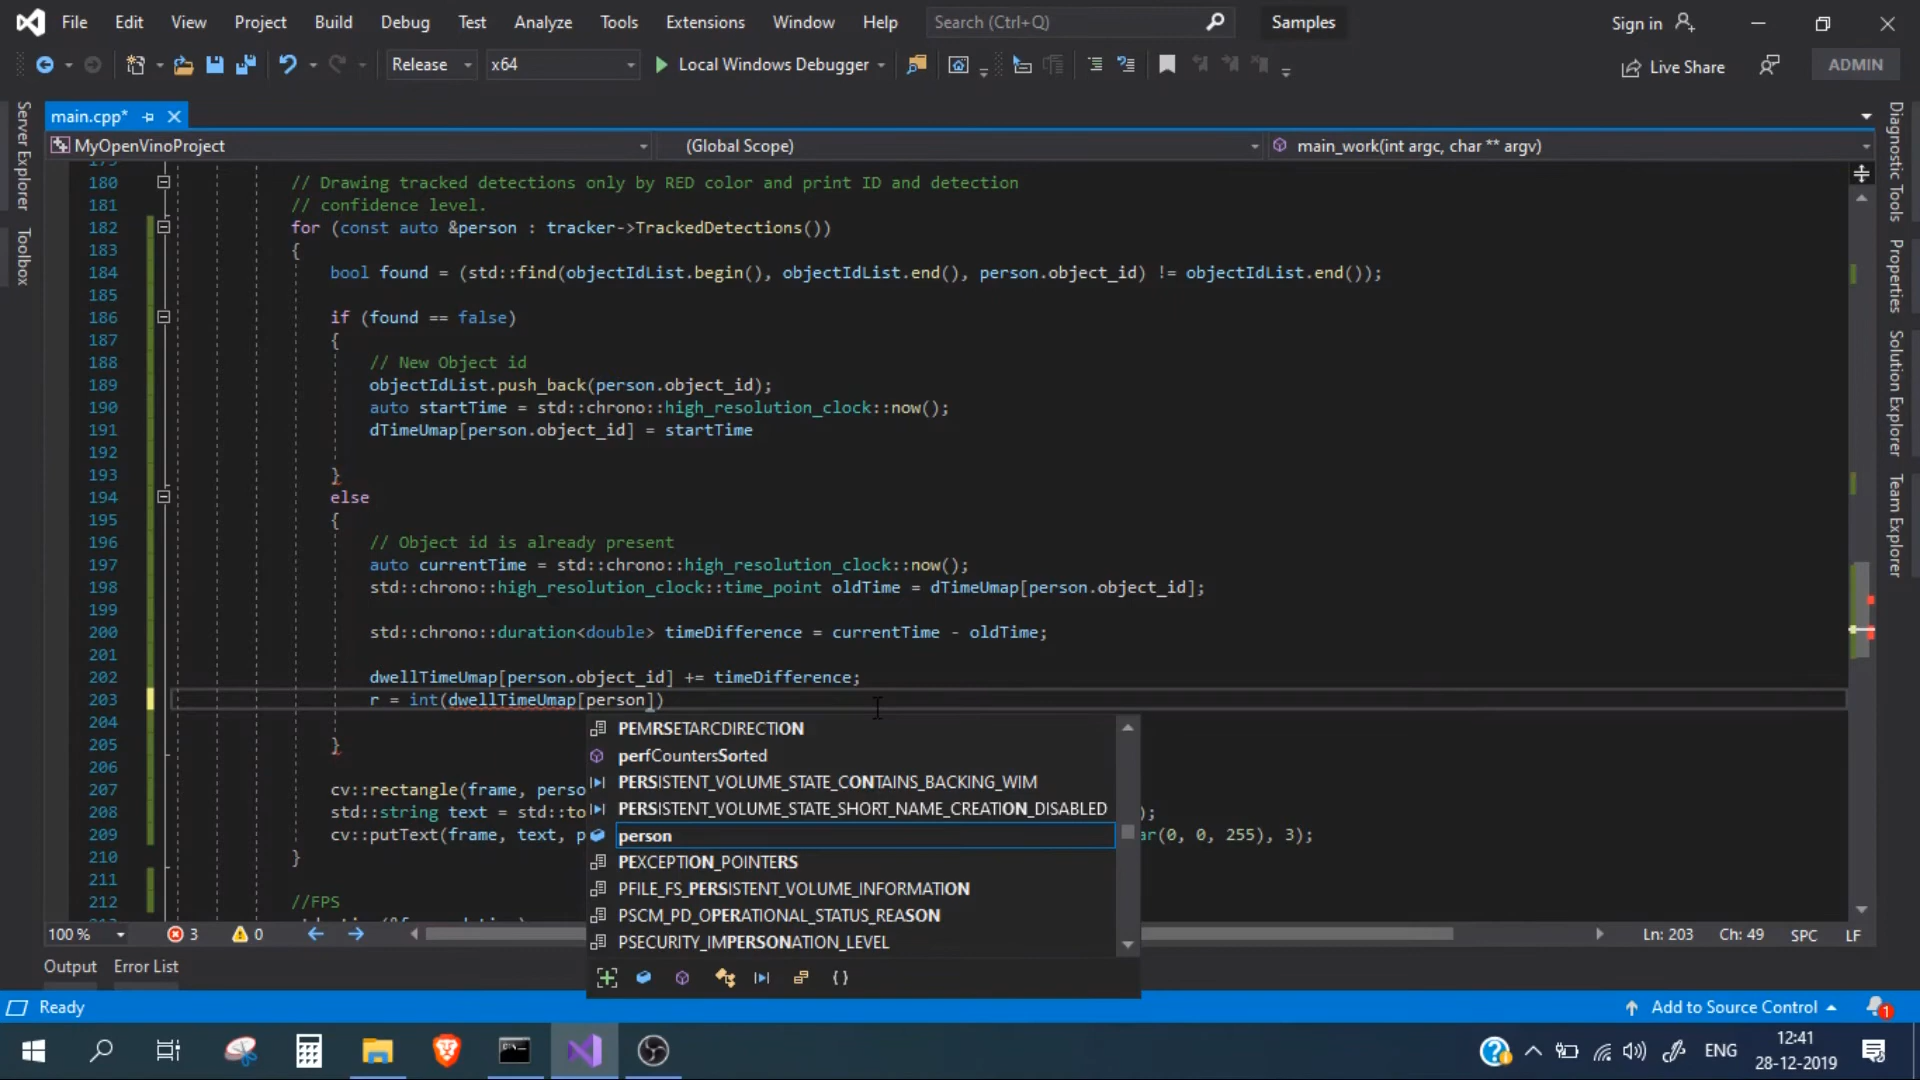 File Edit View Project Build Debug Test Analyze Tools Extensions Window Help Search (Ctrl+Q) Samples Sign in
Release x64 Local Windows Debugger Live Share ADMIN
main.cpp*
MyOpenVinoProject (Global Scope) main_work(int argc, char ** argv)
Server Explorer
Toolbox
Diagnostic Tools
Properties
Solution Explorer
Team Explorer
180 // Drawing tracked detections only by RED color and print ID and detection
181 // confidence level.
182 for (const auto &person : tracker->TrackedDetections())
183 {
184 bool found = (std::find(objectIdList.begin(), objectIdList.end(), person.object_id) != objectIdList.end());
185
186 if (found == false)
187 {
188 // New Object id
189 objectIdList.push_back(person.object_id);
190 auto startTime = std::chrono::high_resolution_clock::now();
191 dTimeUmap[person.object_id] = startTime
192
193 }
194 else
195 {
196 // Object id is already present
197 auto currentTime = std::chrono::high_resolution_clock::now();
198 std::chrono::high_resolution_clock::time_point oldTime = dTimeUmap[person.object_id];
199
200 std::chrono::duration<double> timeDifference = currentTime - oldTime;
201
202 dwellTimeUmap[person.object_id] += timeDifference;
203 r = int(dwellTimeUmap[person])
204
205 }
206
207 cv::rectangle(frame, perso
208 std::string text = std::to );
209 cv::putText(frame, text, p ar(0, 0, 255), 3);
210 }
211
212 //FPS
PEMRSETARCDIRECTION
perfCountersSorted
PERSISTENT_VOLUME_STATE_CONTAINS_BACKING_WIM
PERSISTENT_VOLUME_STATE_SHORT_NAME_CREATION_DISABLED
person
PEXCEPTION_POINTERS
PFILE_FS_PERSISTENT_VOLUME_INFORMATION
PSCM_PD_OPERATIONAL_STATUS_REASON
PSECURITY_IMPERSONATION_LEVEL
100 % 3 0 Ln: 203 Ch: 49 SPC LF
Output Error List
Ready Add to Source Control 1
ENG 12:41
28-12-2019